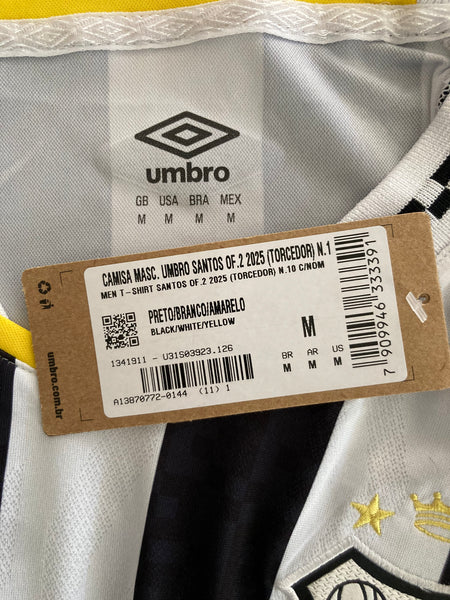 umbro
GB USA BRA MEX
M M M M
CAMISA MASC. UMBRO SANTOS OF.2 2025 (TORCEDOR) N.1
MEN T-SHIRT SANTOS OF.2 2025 (TORCEDOR) N.10 C/NOM
PRETO/BRANCO/AMARELO
BLACK/WHITE/YELLOW
M
1341911 - U31S03923.126
BR AR US
M M M
A13870772-0144 (11) 1
7 909946 333391
umbro.com.br